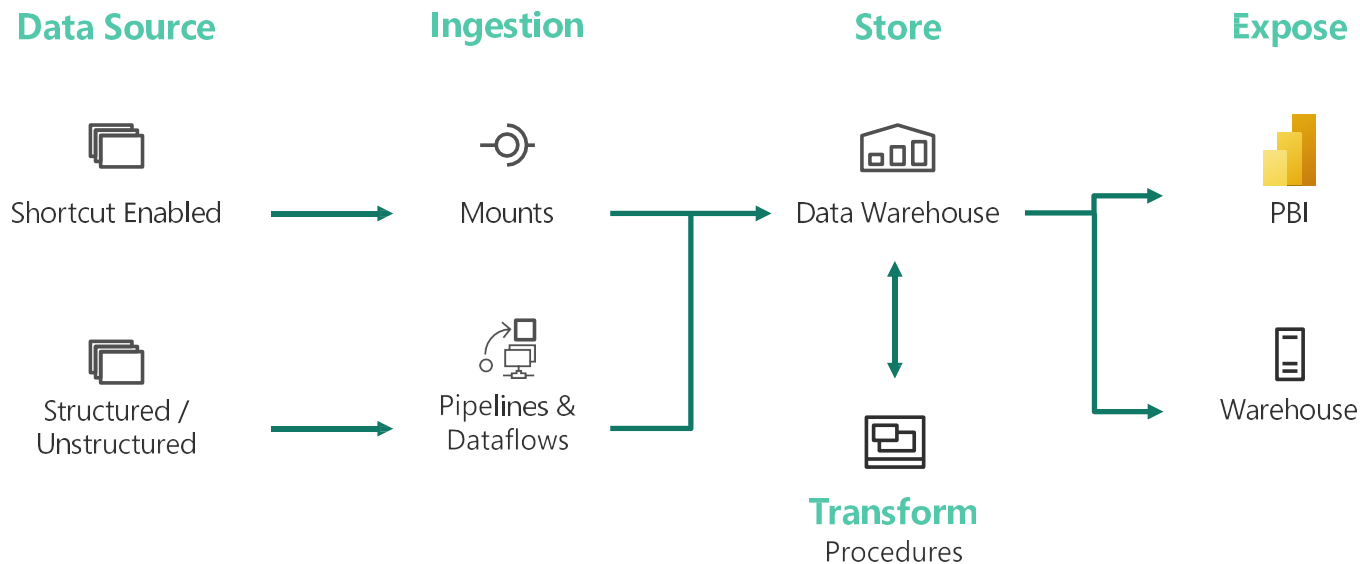 Data Source
Ingestion
Store
Expose
Shortcut Enabled
Mounts
Data Warehouse
PBI
Structured /
Unstructured
Pipelines &
Dataflows
Warehouse
Transform
Procedures